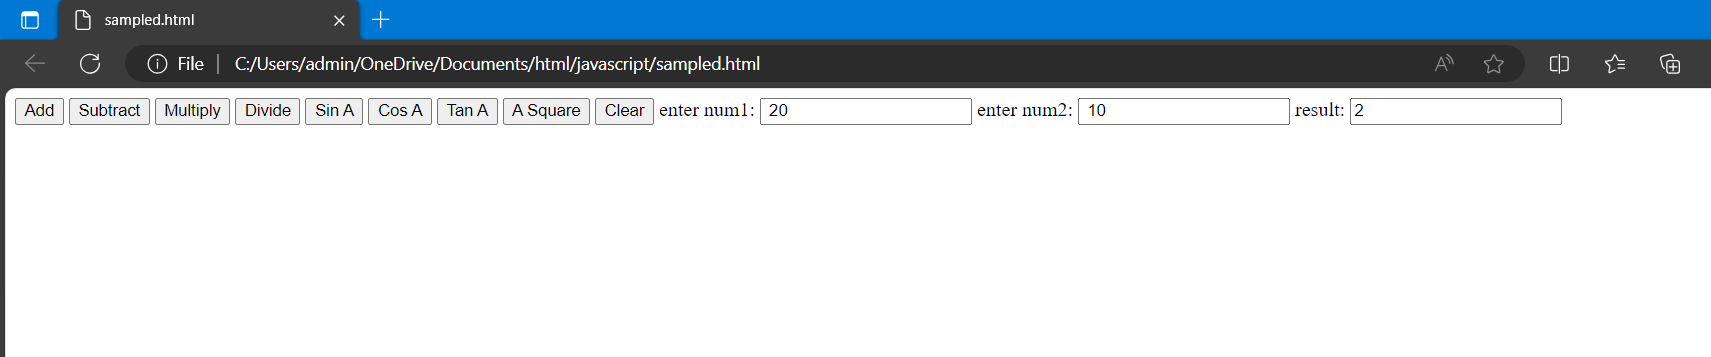 sampled.html
File C:/Users/admin/OneDrive/Documents/html/javascript/sampled.html
Add Subtract Multiply Divide Sin A Cos A Tan A A Square Clear enter num1: 20 enter num2: 10 result: 2